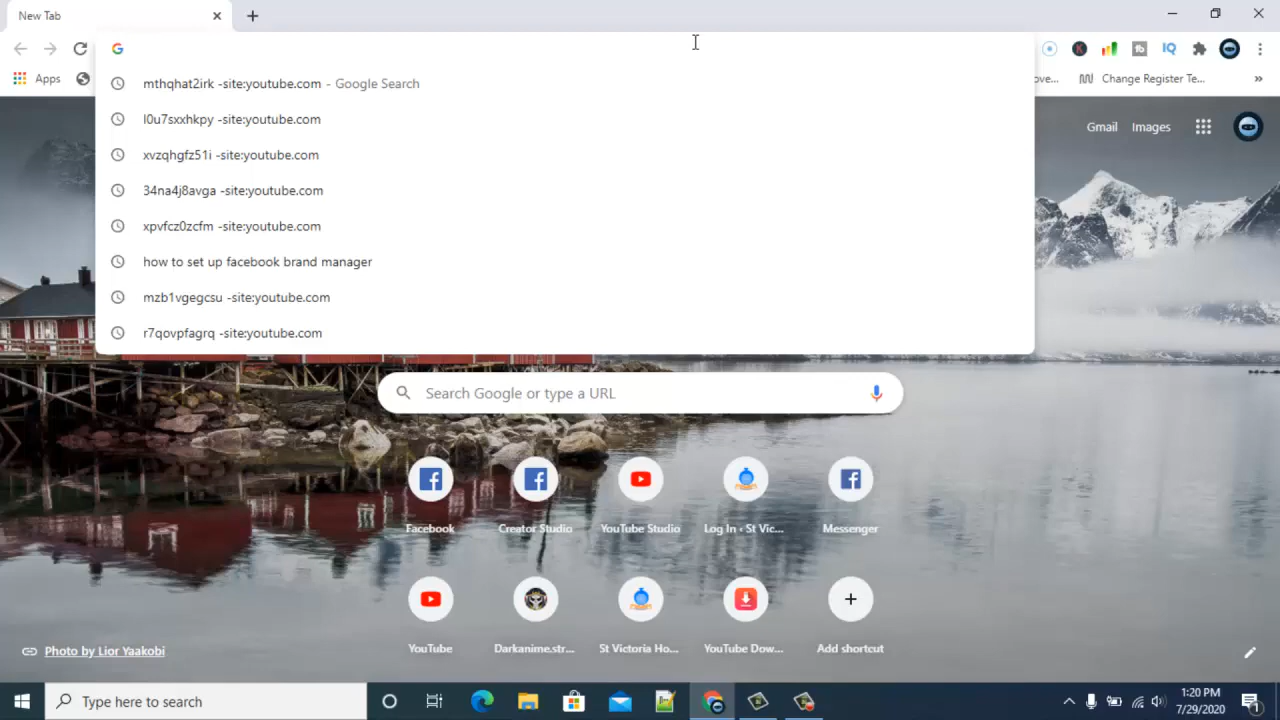 New Tab
mthqhat2irk -site:youtube.com - Google Search
l0u7sxxhkpy -site:youtube.com
xvzqhgfz51i -site:youtube.com
34na4j8avga -site:youtube.com
xpvfcz0zcfm -site:youtube.com
how to set up facebook brand manager
mzb1vgegcsu -site:youtube.com
r7qovpfagrq -site:youtube.com
Apps
ove...
Change Register Te...
Gmail
Images
Search Google or type a URL
Facebook
Creator Studio
YouTube Studio
Log In ‹ St Vic...
Messenger
YouTube
Darkanime.str...
St Victoria Ho...
YouTube Dow...
Add shortcut
Photo by Lior Yaakobi
Type here to search
1:20 PM
7/29/2020